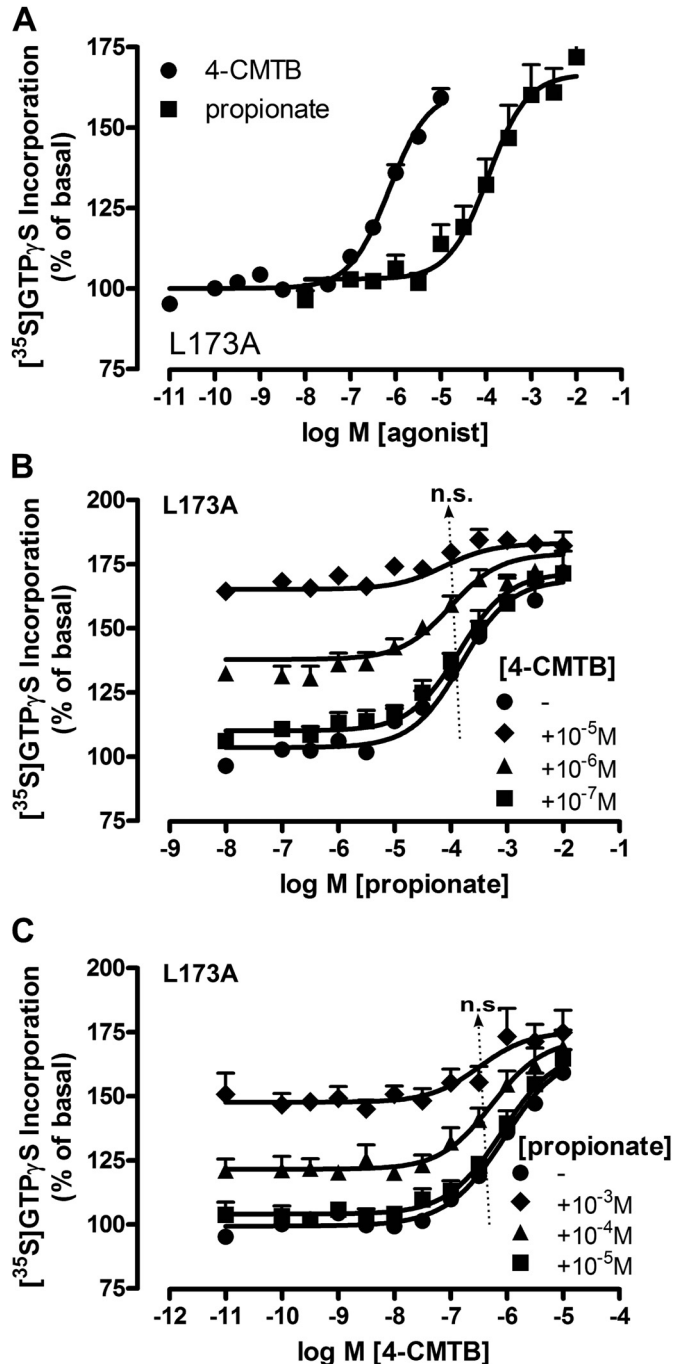 A
[³⁵S]GTPγS Incorporation
(% of basal)
175
150
125
100
75
4-CMTB
propionate
L173A
-11 -10 -9 -8 -7 -6 -5 -4 -3 -2 -1
log M [agonist]
B
[³⁵S]GTPγS Incorporation
(% of basal)
200
175
150
125
100
75
L173A
n.s.
[4-CMTB]
-
+10⁻⁵M
+10⁻⁶M
+10⁻⁷M
-9 -8 -7 -6 -5 -4 -3 -2 -1
log M [propionate]
C
[³⁵S]GTPγS Incorporation
(% of basal)
200
175
150
125
100
75
L173A
n.s.
[propionate]
-
+10⁻³M
+10⁻⁴M
+10⁻⁵M
-12 -11 -10 -9 -8 -7 -6 -5 -4
log M [4-CMTB]